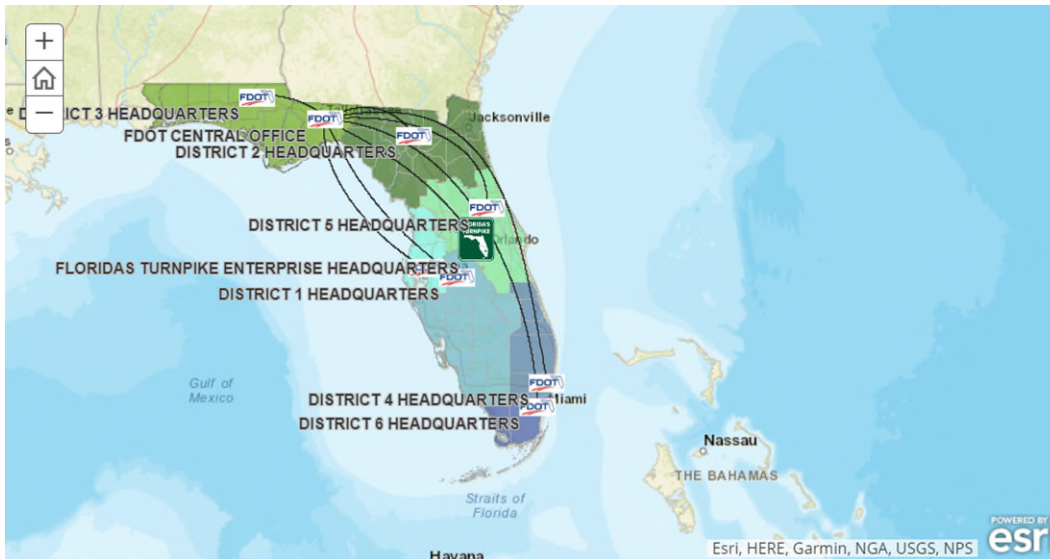 +
−
DISTRICT 3 HEADQUARTERS
FDOT
FDOT
FDOT CENTRAL OFFICE
FDOT
DISTRICT 2 HEADQUARTERS
Jacksonville
FDOT
DISTRICT 5 HEADQUARTERS
FLORIDA'S
TURNPIKE
Orlando
FLORIDAS TURNPIKE ENTERPRISE HEADQUARTERS
FDOT
DISTRICT 1 HEADQUARTERS
Gulf of
Mexico
FDOT
DISTRICT 4 HEADQUARTERS
Miami
FDOT
DISTRICT 6 HEADQUARTERS
Nassau
THE BAHAMAS
Straits of
Florida
Havana
POWERED BY
esri
Esri, HERE, Garmin, NGA, USGS, NPS